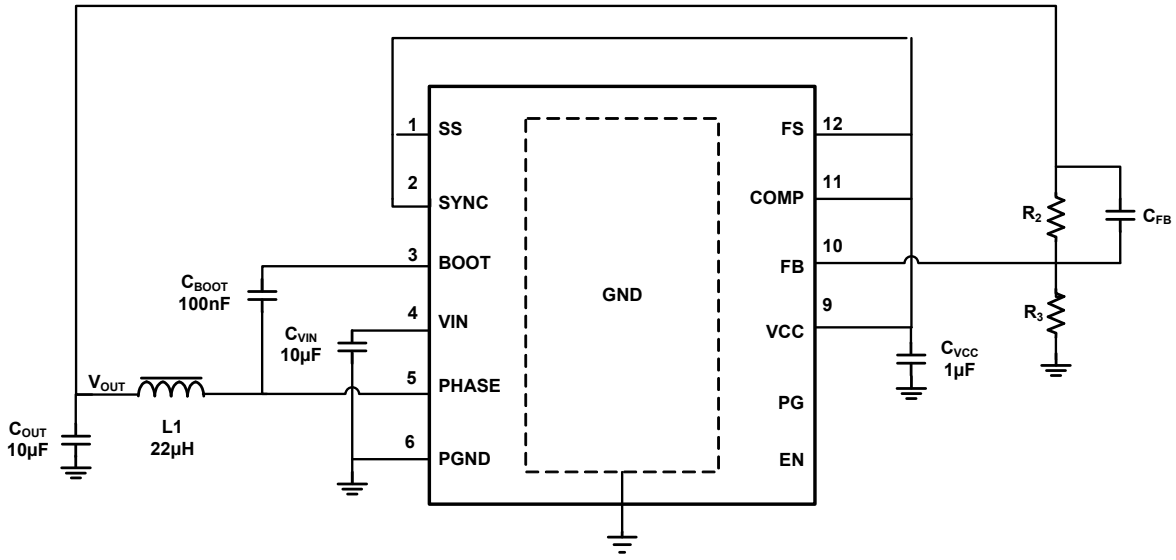 1
SS
2
SYNC
3
BOOT
4
VIN
5
PHASE
6
PGND
GND
FS
12
COMP
11
FB
10
VCC
9
PG
EN
C_BOOT
100nF
C_VIN
10µF
V_OUT
L1
22µH
C_OUT
10µF
R_2
C_FB
R_3
C_VCC
1µF